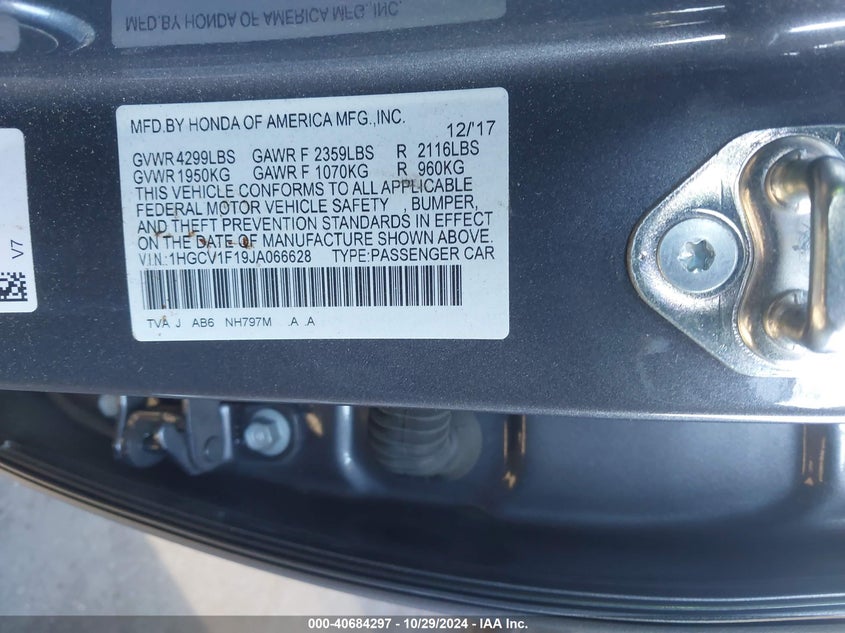 MFD.BY HONDA OF AMERICA MFG.,INC.
MFD.BY HONDA OF AMERICA MFG.,INC. 12/'17
GVWR 4299LBS GAWR F 2359LBS R 2116LBS
GVWR 1950KG GAWR F 1070KG R 960KG
THIS VEHICLE CONFORMS TO ALL APPLICABLE
FEDERAL MOTOR VEHICLE SAFETY , BUMPER,
AND THEFT PREVENTION STANDARDS IN EFFECT
ON THE DATE OF MANUFACTURE SHOWN ABOVE.
VIN:1HGCV1F19JA066628 TYPE:PASSENGER CAR
TVA J AB6 NH797M .A .A
V7
000-40684297 - 10/29/2024 - IAA Inc.